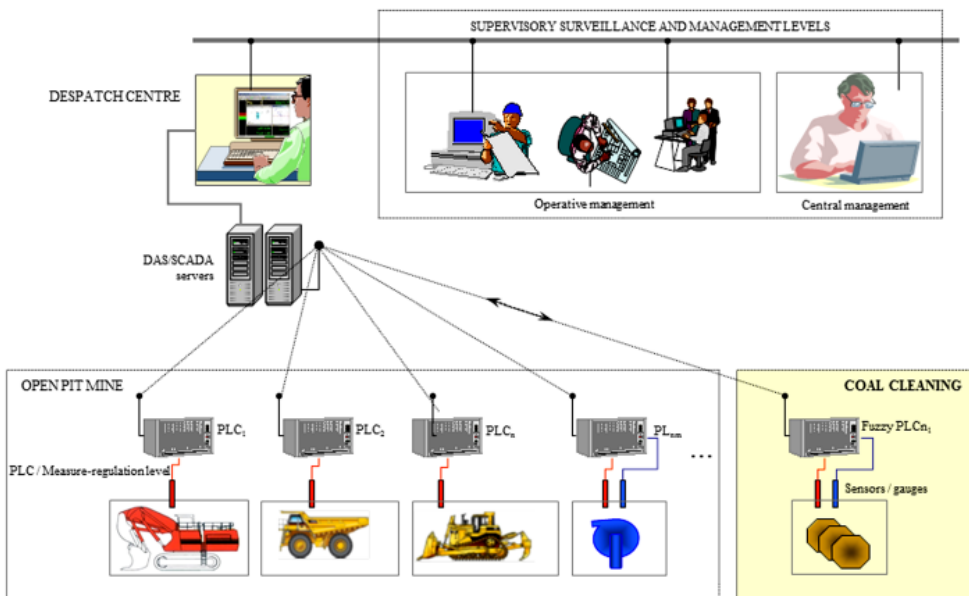 SUPERVISORY SURVEILLANCE AND MANAGEMENT LEVELS
DESPATCH CENTRE
Operative management
Central management
DAS/SCADA
servers
OPEN PIT MINE
COAL CLEANING
PLC1
PLC2
PLCn
PLnm
Fuzzy PLCn1
PLC / Measure-regulation level
...
Sensors / gauges